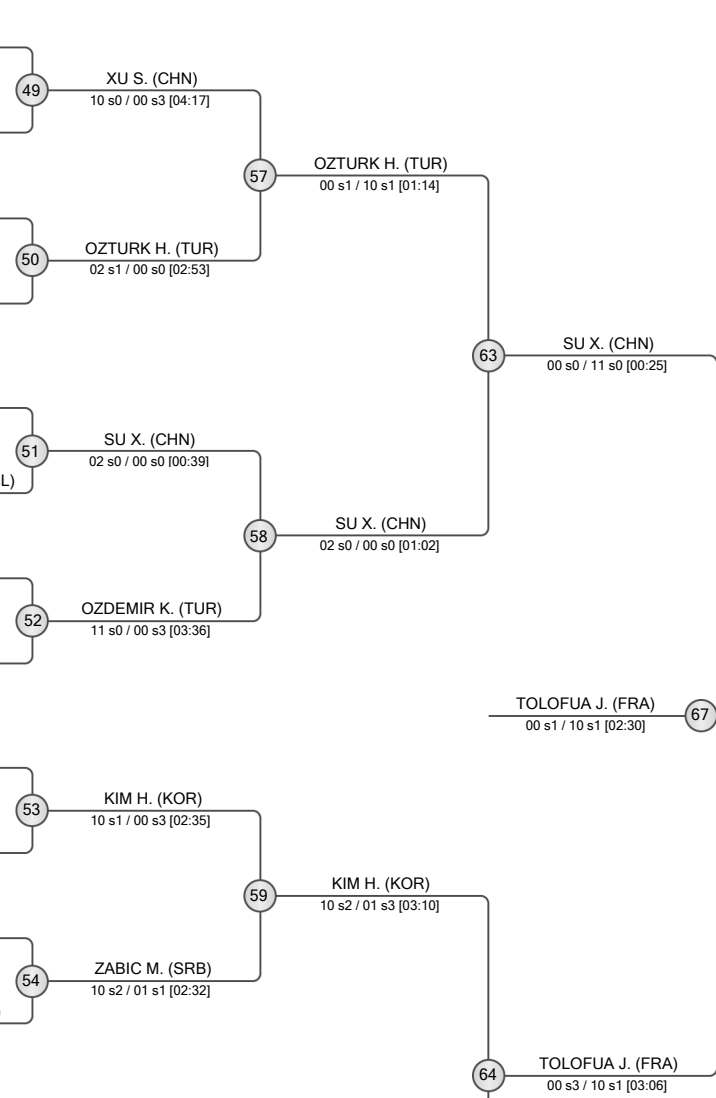 49
XU S. (CHN)
10 s0 / 00 s3 [04:17]
57
OZTURK H. (TUR)
00 s1 / 10 s1 [01:14]
50
OZTURK H. (TUR)
02 s1 / 00 s0 [02:53]
63
SU X. (CHN)
00 s0 / 11 s0 [00:25]
51
SU X. (CHN)
02 s0 / 00 s0 [00:39]
L)
58
SU X. (CHN)
02 s0 / 00 s0 [01:02]
52
OZDEMIR K. (TUR)
11 s0 / 00 s3 [03:36]
TOLOFUA J. (FRA)
00 s1 / 10 s1 [02:30]
67
53
KIM H. (KOR)
10 s1 / 00 s3 [02:35]
59
KIM H. (KOR)
10 s2 / 01 s3 [03:10]
54
ZABIC M. (SRB)
10 s2 / 01 s1 [02:32]
64
TOLOFUA J. (FRA)
00 s3 / 10 s1 [03:06]